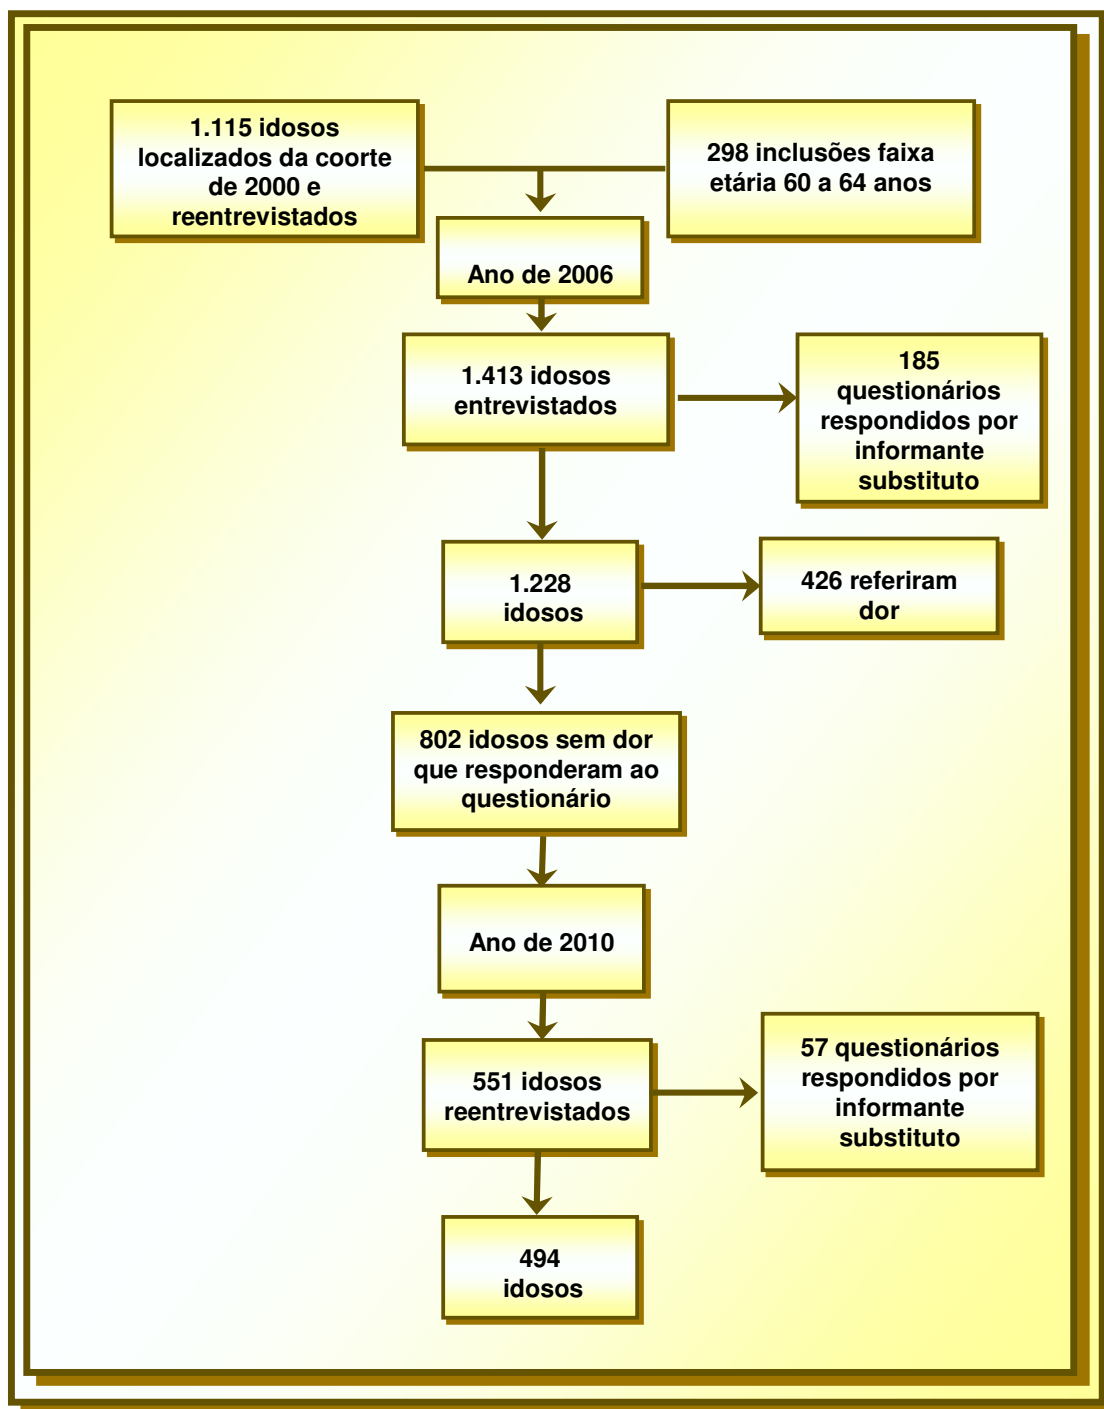 1.115 idosos
localizados da coorte
de 2000 e
reentrevistados
298 inclusões faixa
etária 60 a 64 anos
Ano de 2006
1.413 idosos
entrevistados
185
questionários
respondidos por
informante
substituto
1.228
idosos
426 referiram
dor
802 idosos sem dor
que responderam ao
questionário
Ano de 2010
551 idosos
reentrevistados
57 questionários
respondidos por
informante
substituto
494
idosos